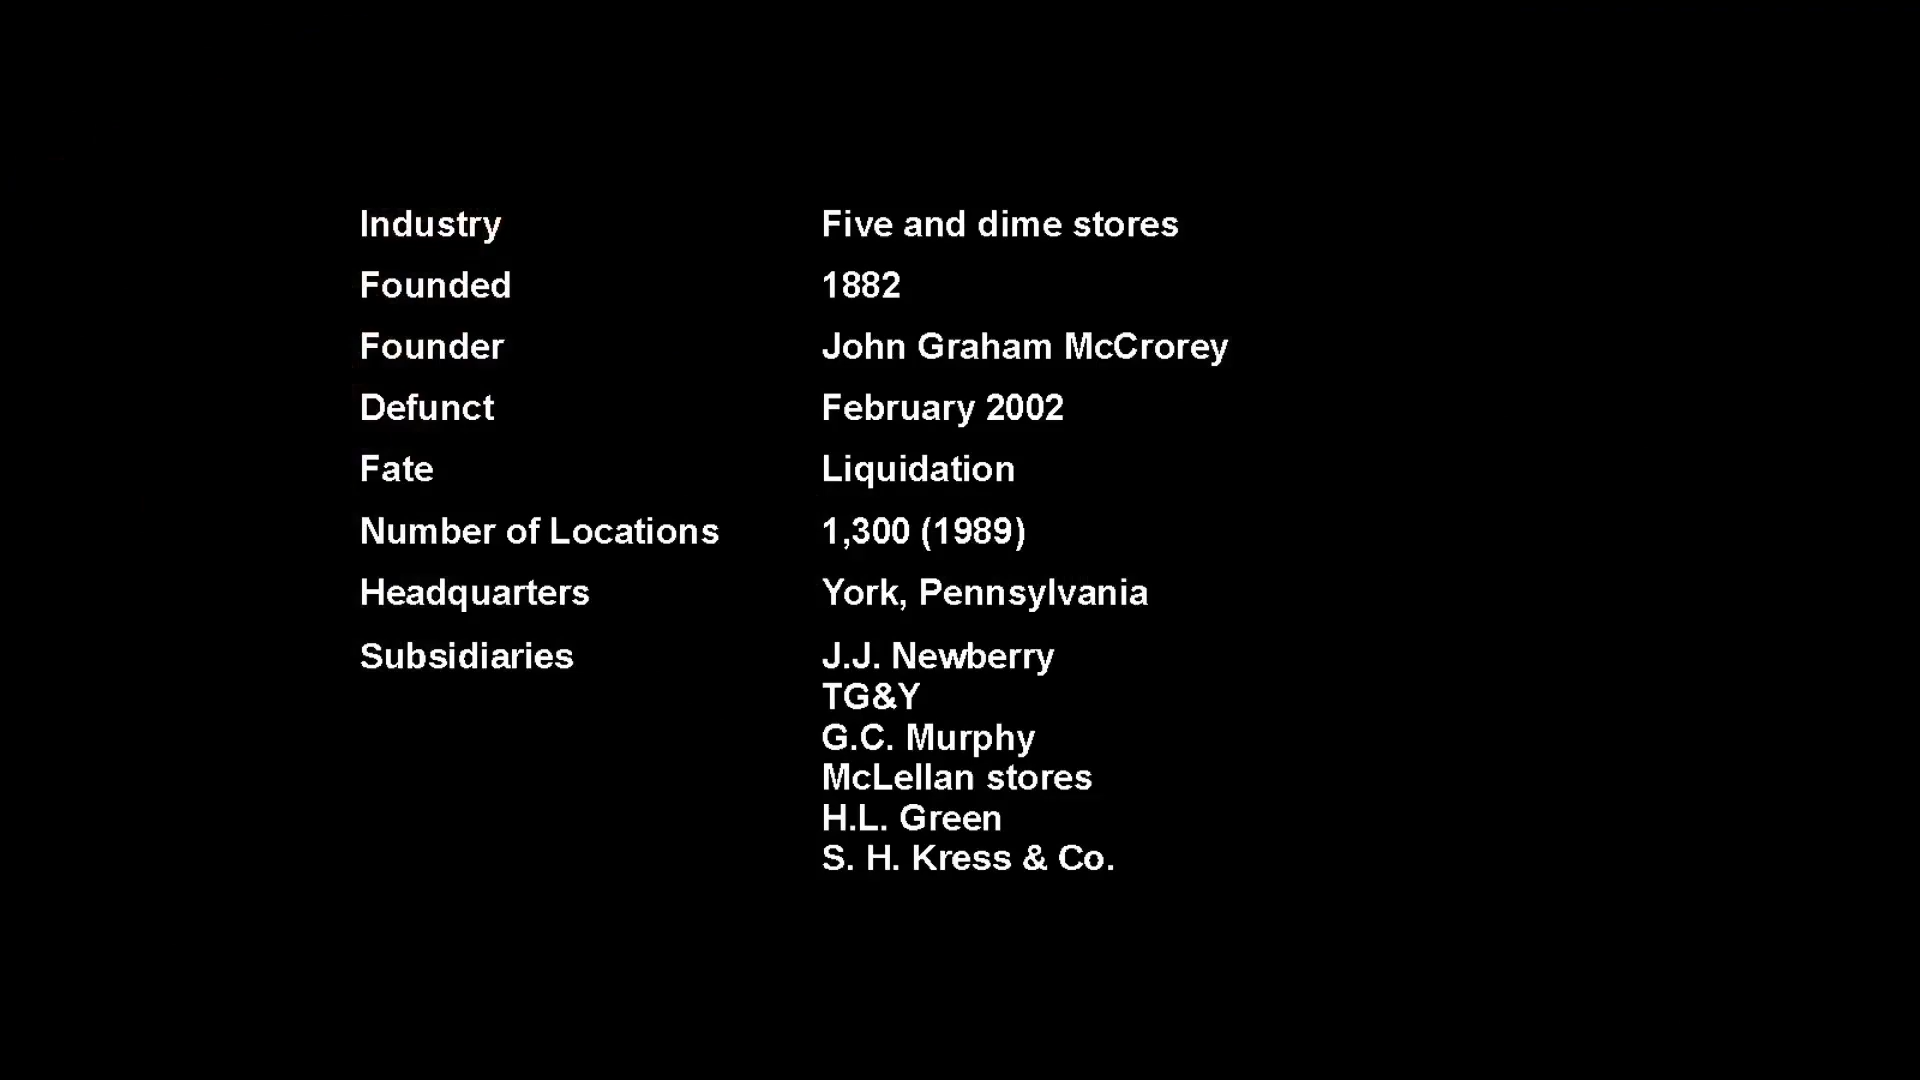 Industry Five and dime stores
Founded 1882
Founder John Graham McCrorey
Defunct February 2002
Fate Liquidation
Number of Locations 1,300 (1989)
Headquarters York, Pennsylvania
Subsidiaries J.J. Newberry
TG&Y
G.C. Murphy
McLellan stores
H.L. Green
S. H. Kress & Co.